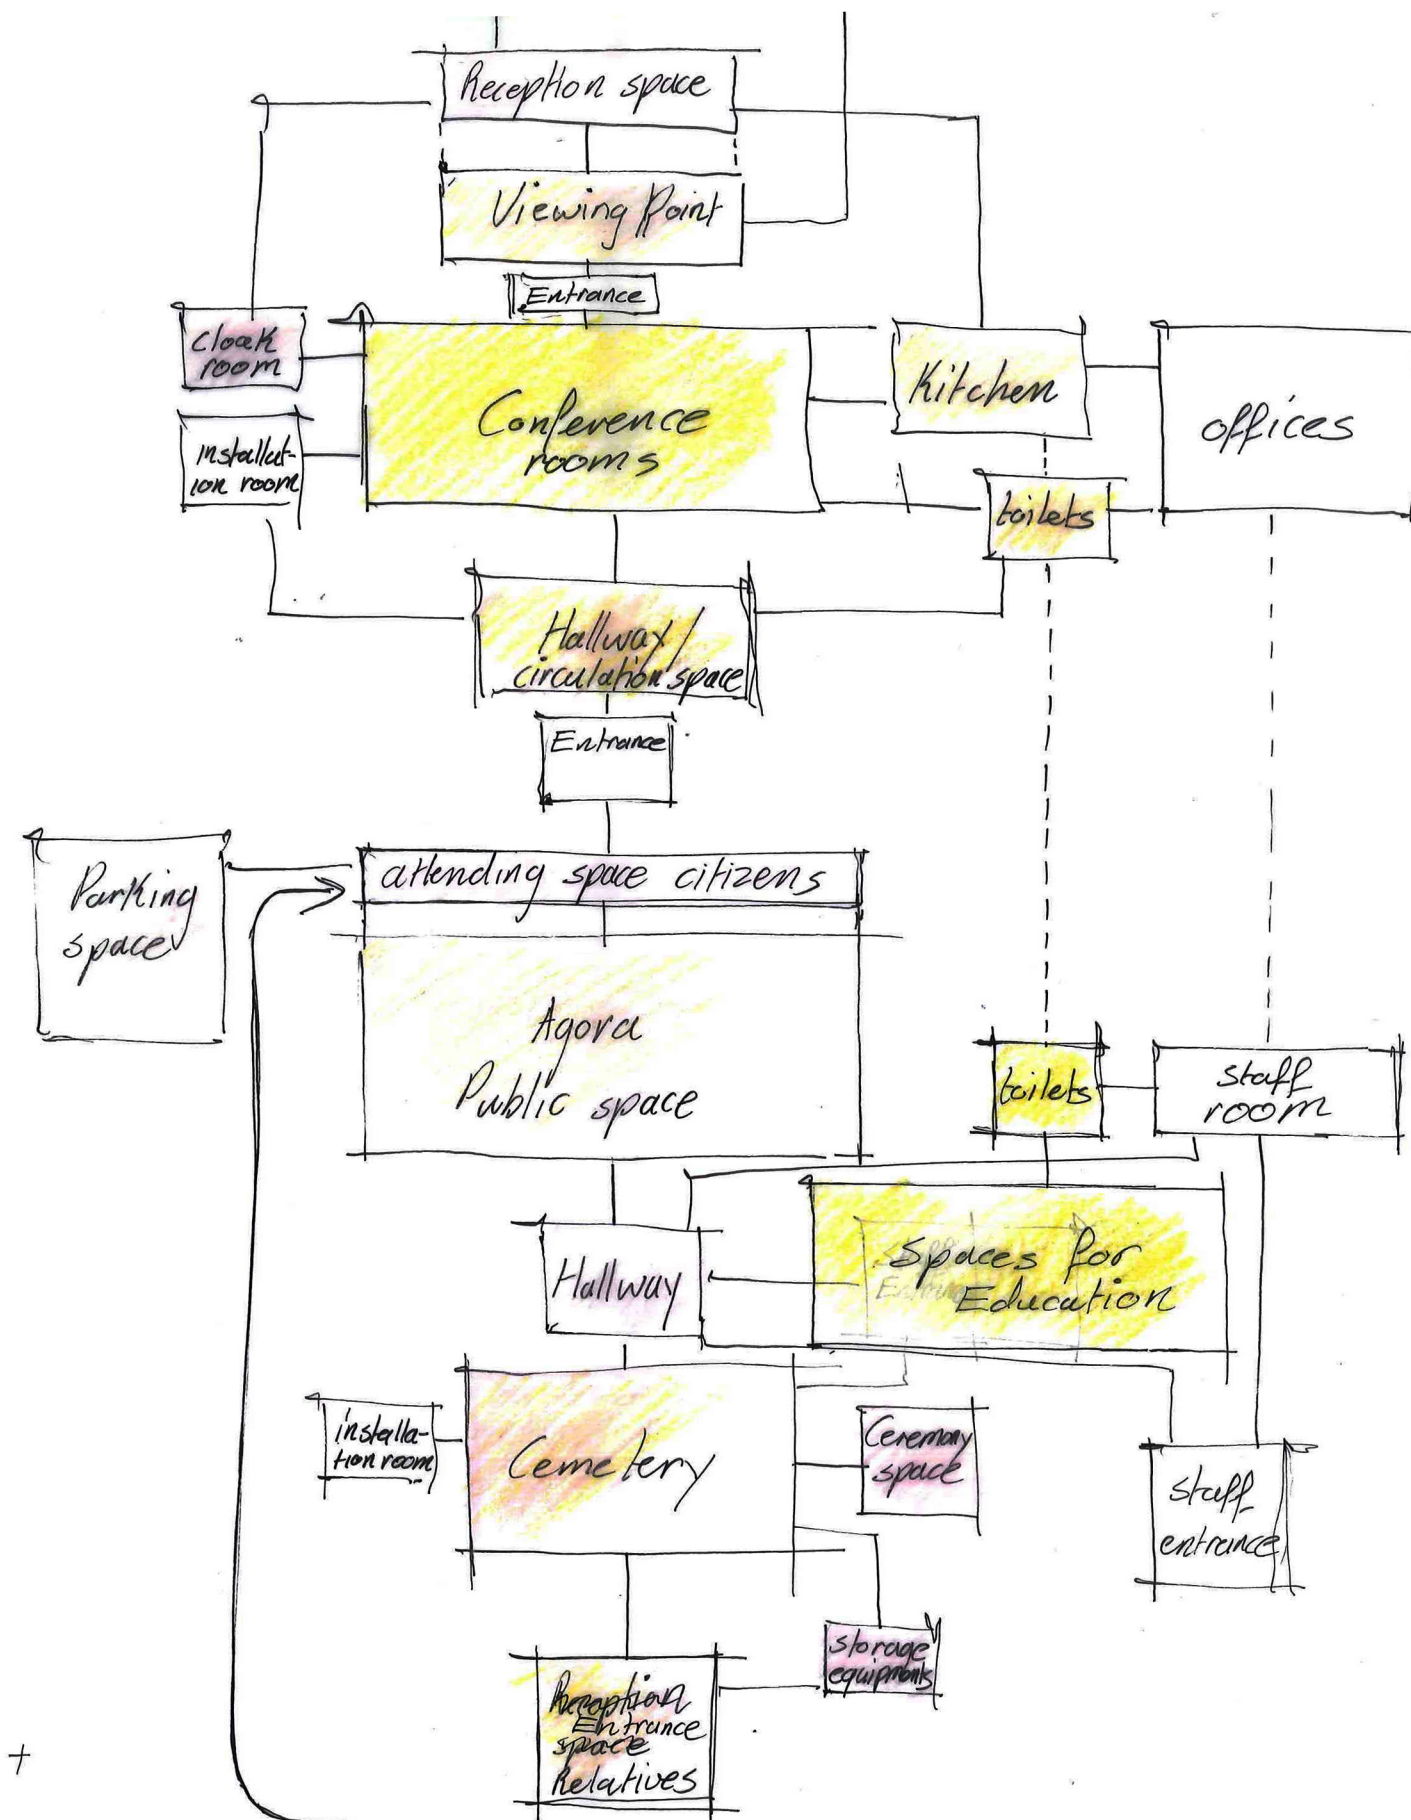 Reception space
Viewing Point
Entrance
cloak
room
Conference
rooms
Kitchen
offices
installat-
ion room
toilets
Hallway/
circulation space
Entrance
Parking
space
attending space citizens
Agora
Public space
toilets
staff
room
Hallway
Spaces for
Education
installa-
tion room
Cemetery
Ceremony
space
staff
entrance
storage
equipments
Reception
Entrance
space
Relatives